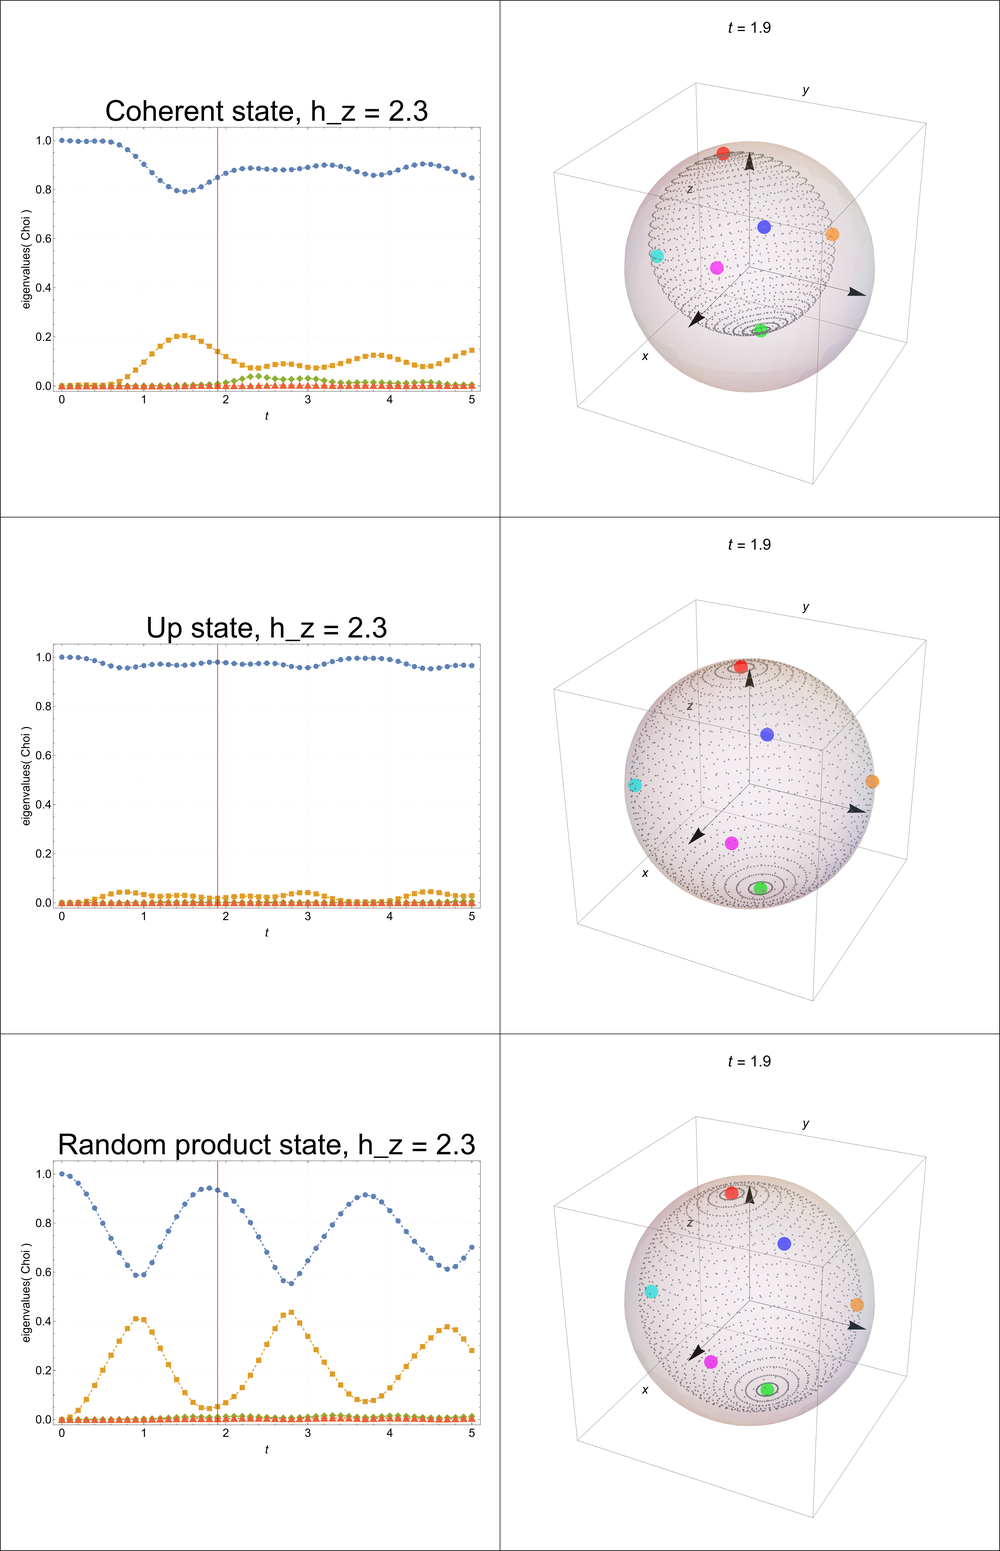 t = 1.9
y
Coherent state, h_z = 2.3
1.0
0.8
0.6
0.4
0.2
0.0
eigenvalues( Choi )
0 1 2 3 4 5
t
z
x
t = 1.9
y
Up state, h_z = 2.3
1.0
0.8
0.6
0.4
0.2
0.0
eigenvalues( Choi )
0 1 2 3 4 5
t
z
x
t = 1.9
y
Random product state, h_z = 2.3
1.0
0.8
0.6
0.4
0.2
0.0
eigenvalues( Choi )
0 1 2 3 4 5
t
z
x